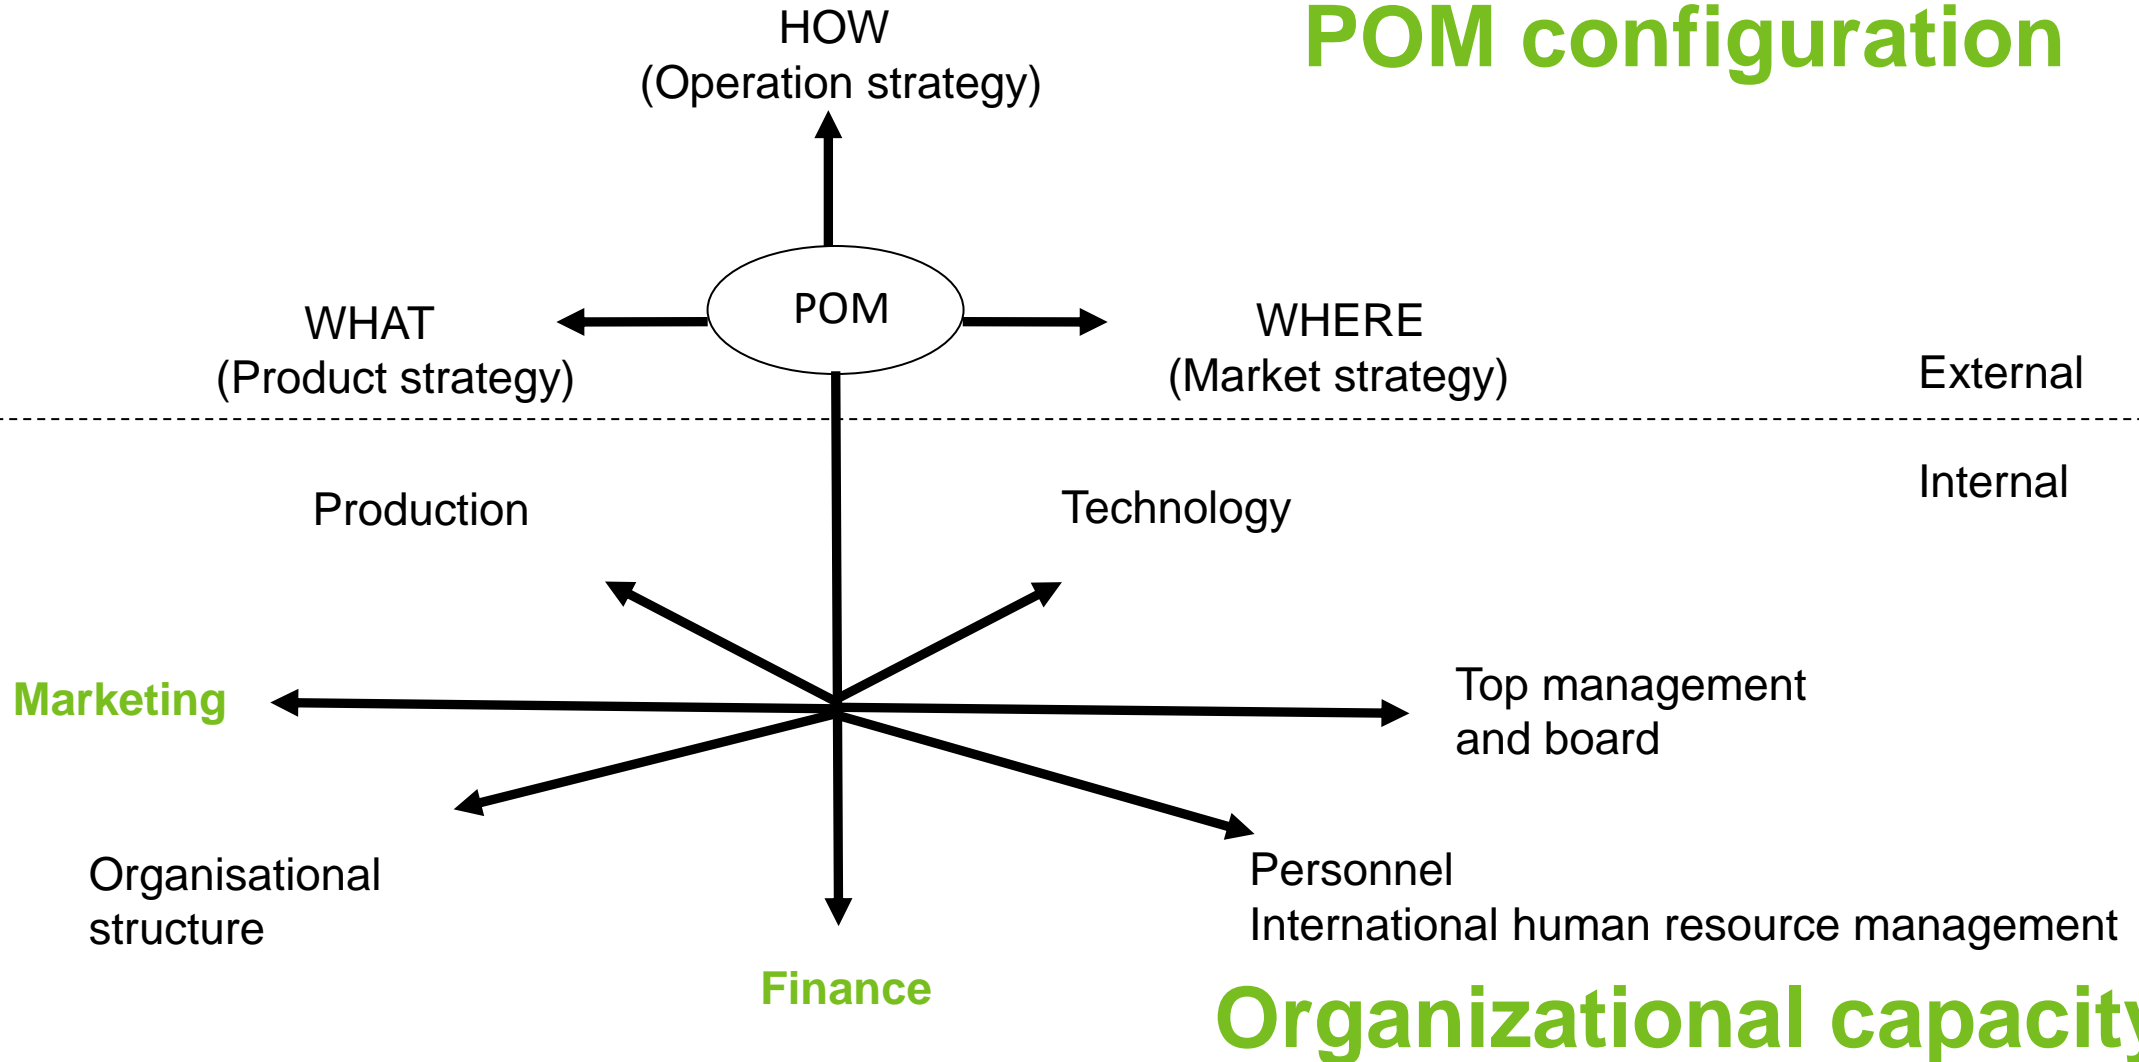 HOW
(Operation strategy)
POM configuration
POM
WHAT
(Product strategy)
WHERE
(Market strategy)
External
Internal
Production
Technology
Marketing
Top management
and board
Organisational
structure
Personnel
International human resource management
Finance
Organizational capacity